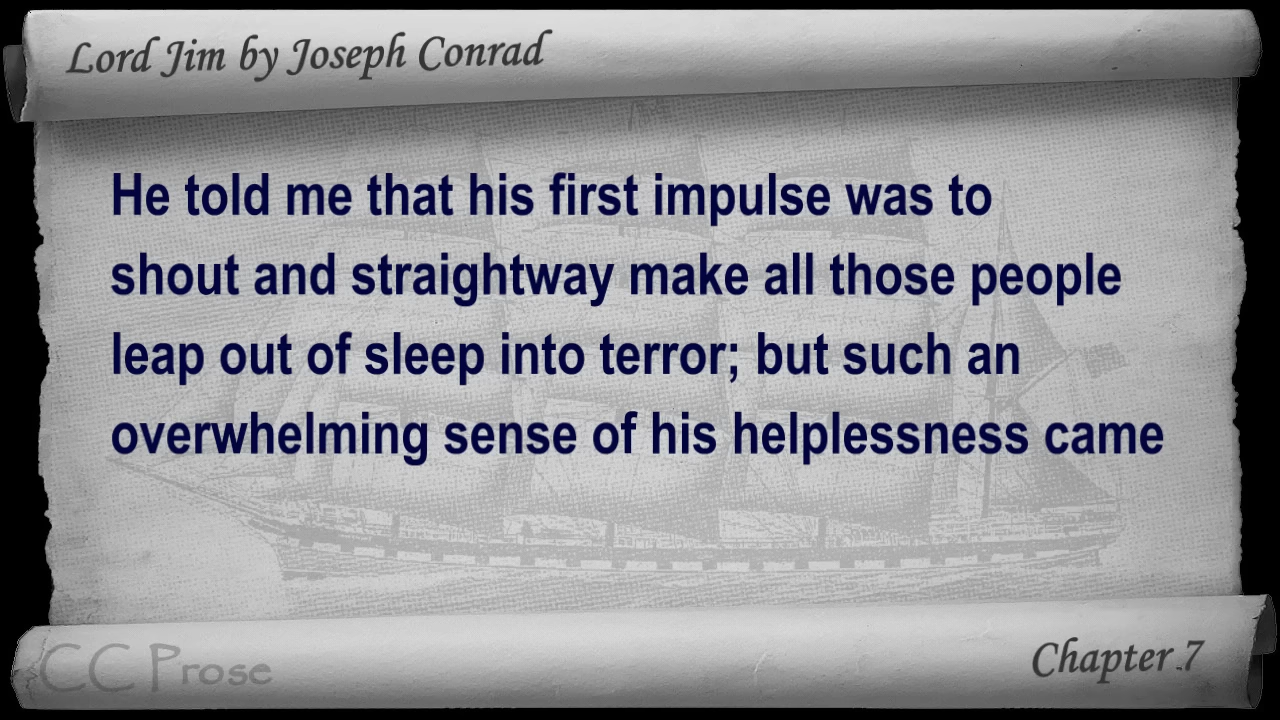 Lord Jim by Joseph Conrad
He told me that his first impulse was to
shout and straightway make all those people
leap out of sleep into terror; but such an
overwhelming sense of his helplessness came
CC Prose
Chapter 7